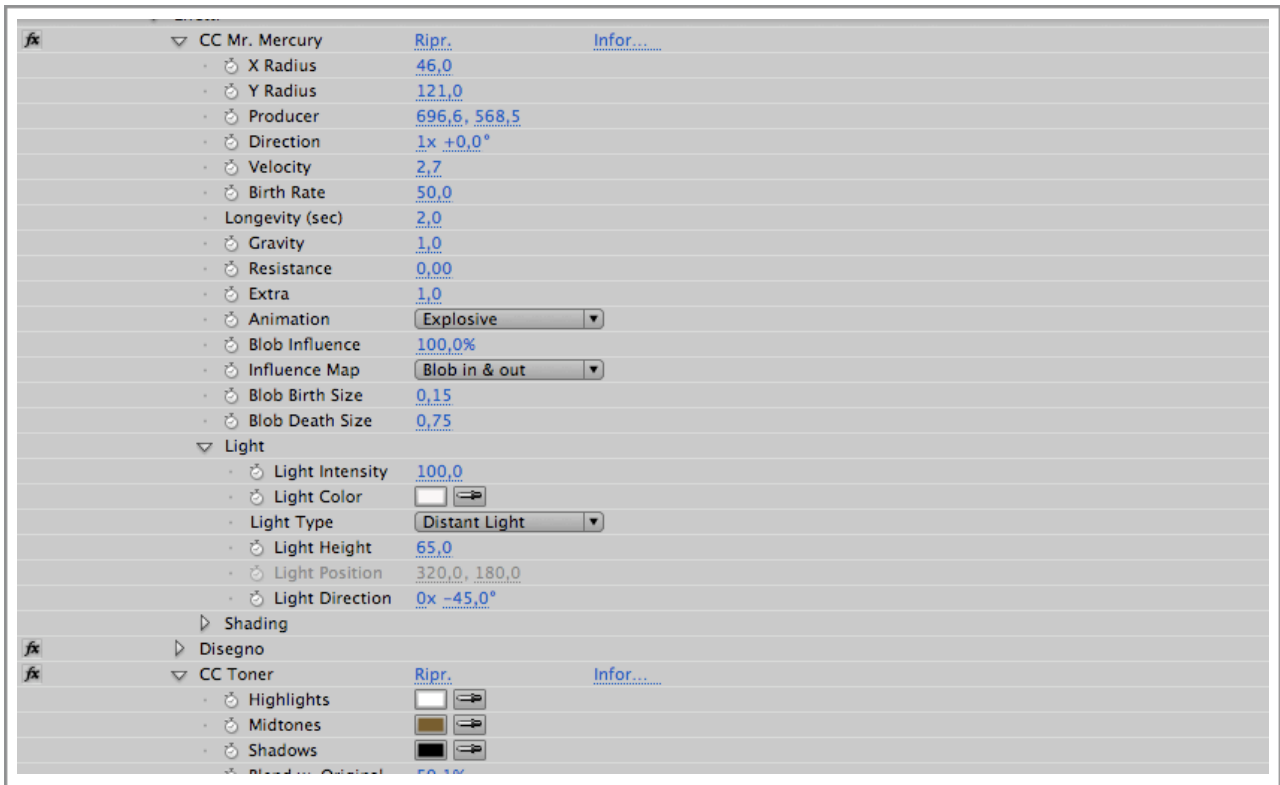 fx CC Mr. Mercury Ripr. Infor...
X Radius 46,0
Y Radius 121,0
Producer 696,6, 568,5
Direction 1x +0,0°
Velocity 2,7
Birth Rate 50,0
Longevity (sec) 2,0
Gravity 1,0
Resistance 0,00
Extra 1,0
Animation Explosive
Blob Influence 100,0%
Influence Map Blob in & out
Blob Birth Size 0,15
Blob Death Size 0,75
Light
Light Intensity 100,0
Light Color
Light Type Distant Light
Light Height 65,0
Light Position 320,0, 180,0
Light Direction 0x −45,0°
Shading
fx Disegno
fx CC Toner Ripr. Infor...
Highlights
Midtones
Shadows
Blend w. Original 50,1%